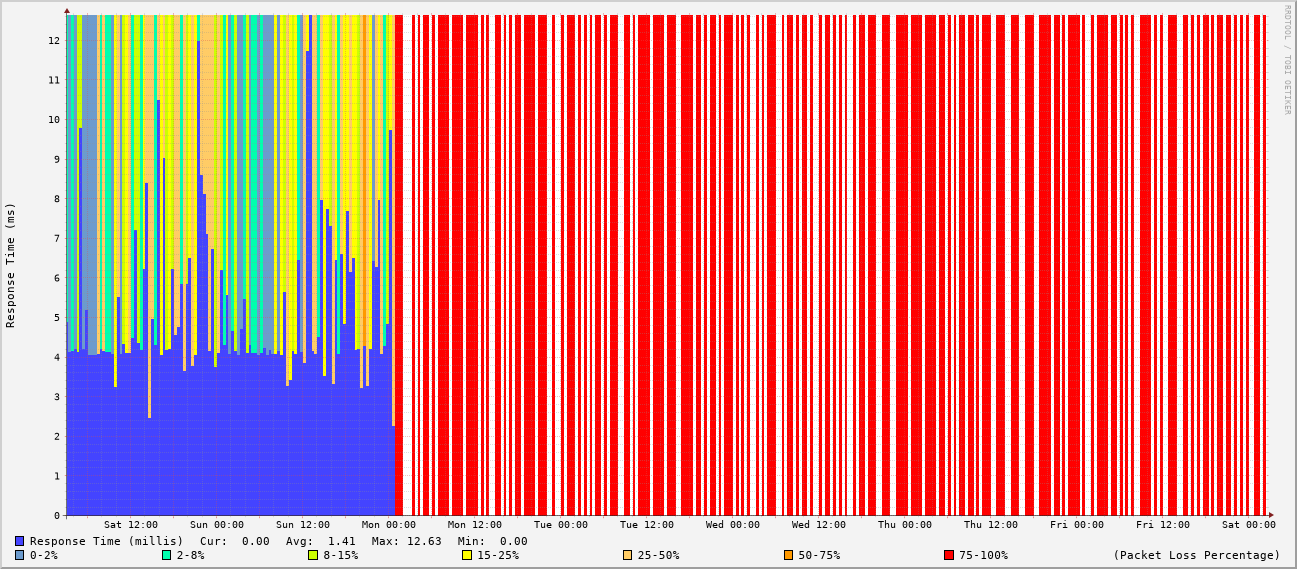 RRDTOOL / TOBI OETIKER
Response Time (ms)
12
11
10
9
8
7
6
5
4
3
2
1
0
Sat 12:00 Sun 00:00 Sun 12:00 Mon 00:00 Mon 12:00 Tue 00:00 Tue 12:00 Wed 00:00 Wed 12:00 Thu 00:00 Thu 12:00 Fri 00:00 Fri 12:00 Sat 00:00
Response Time (millis) Cur: 0.00 Avg: 1.41 Max: 12.63 Min: 0.00
0-2% 2-8% 8-15% 15-25% 25-50% 50-75% 75-100% (Packet Loss Percentage)